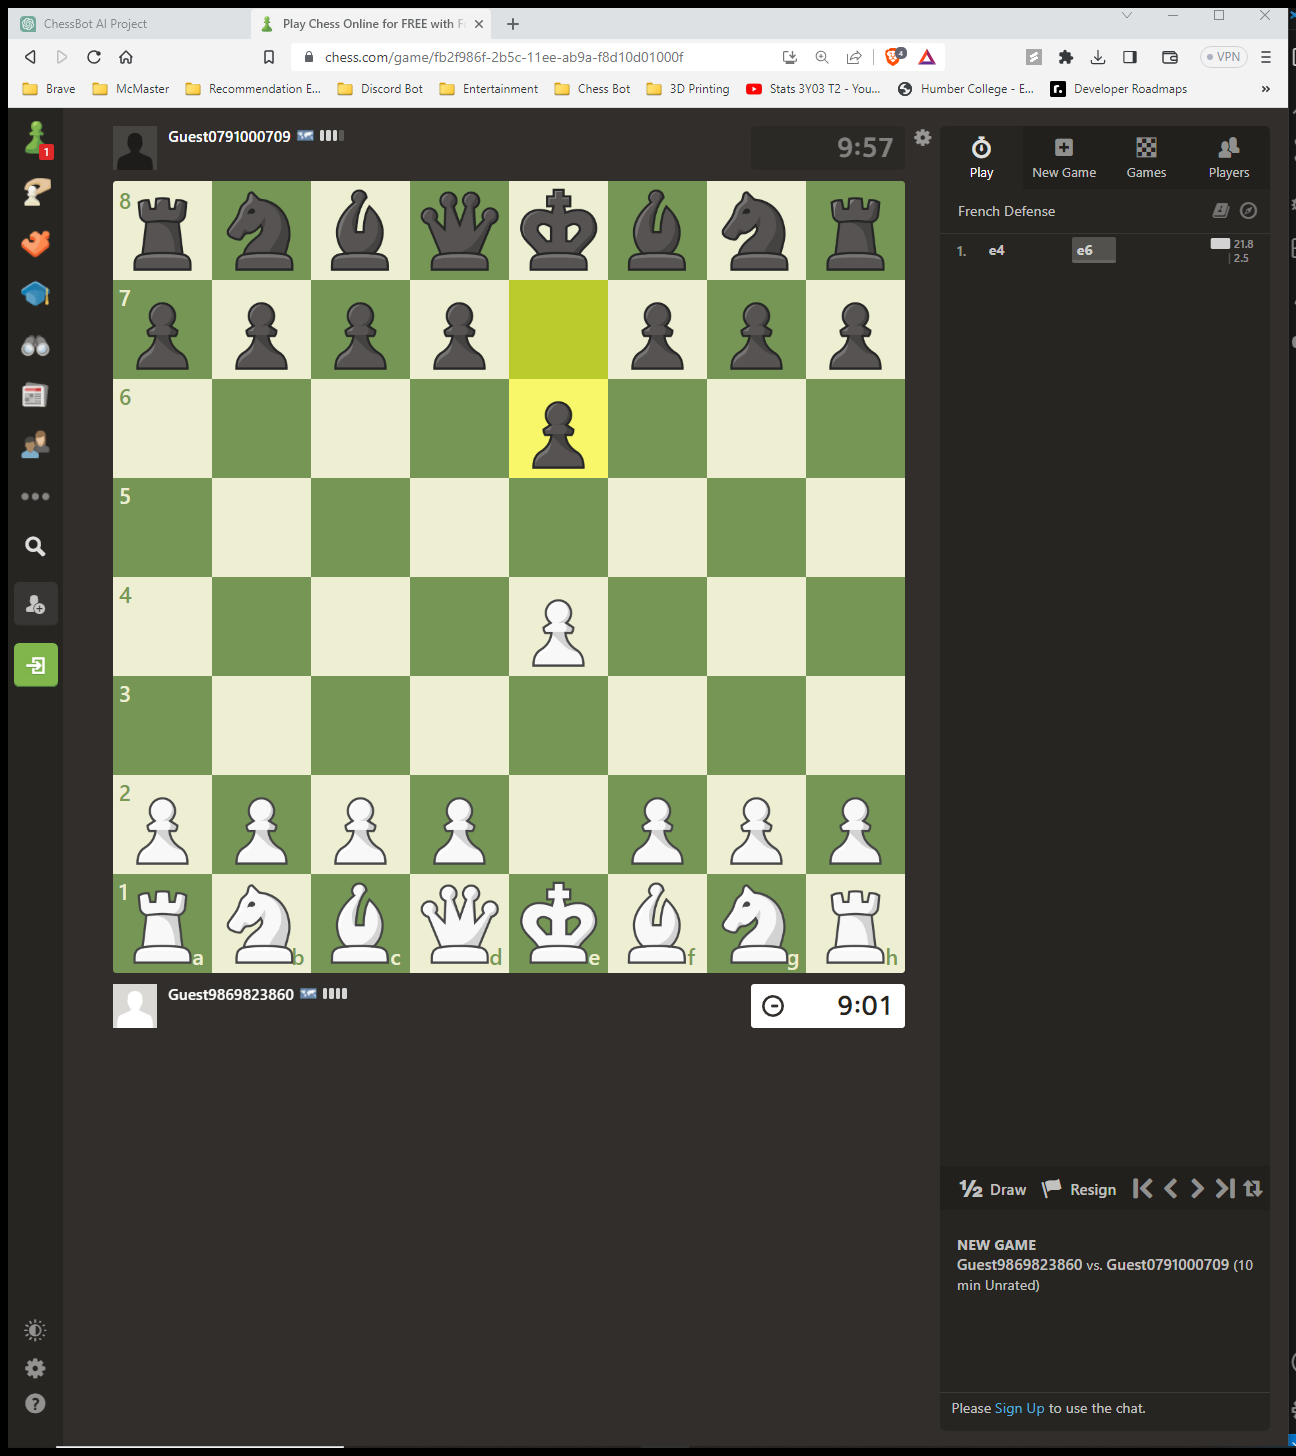 ChessBot AI Project
Play Chess Online for FREE with F
chess.com/game/fb2f986f-2b5c-11ee-ab9a-f8d10d01000f
4
VPN
Brave
McMaster
Recommendation E...
Discord Bot
Entertainment
Chess Bot
3D Printing
Stats 3Y03 T2 - You...
Humber College - E...
Developer Roadmaps
»
1
Guest0791000709
9:57
Play
New Game
Games
Players
French Defense
1. e4 e6
21.8
2.5
8
7
6
5
4
3
2
1
a b c d e f g h
Guest9869823860
9:01
½ Draw
Resign
NEW GAME
Guest9869823860 vs. Guest0791000709 (10
min Unrated)
Please Sign Up to use the chat.